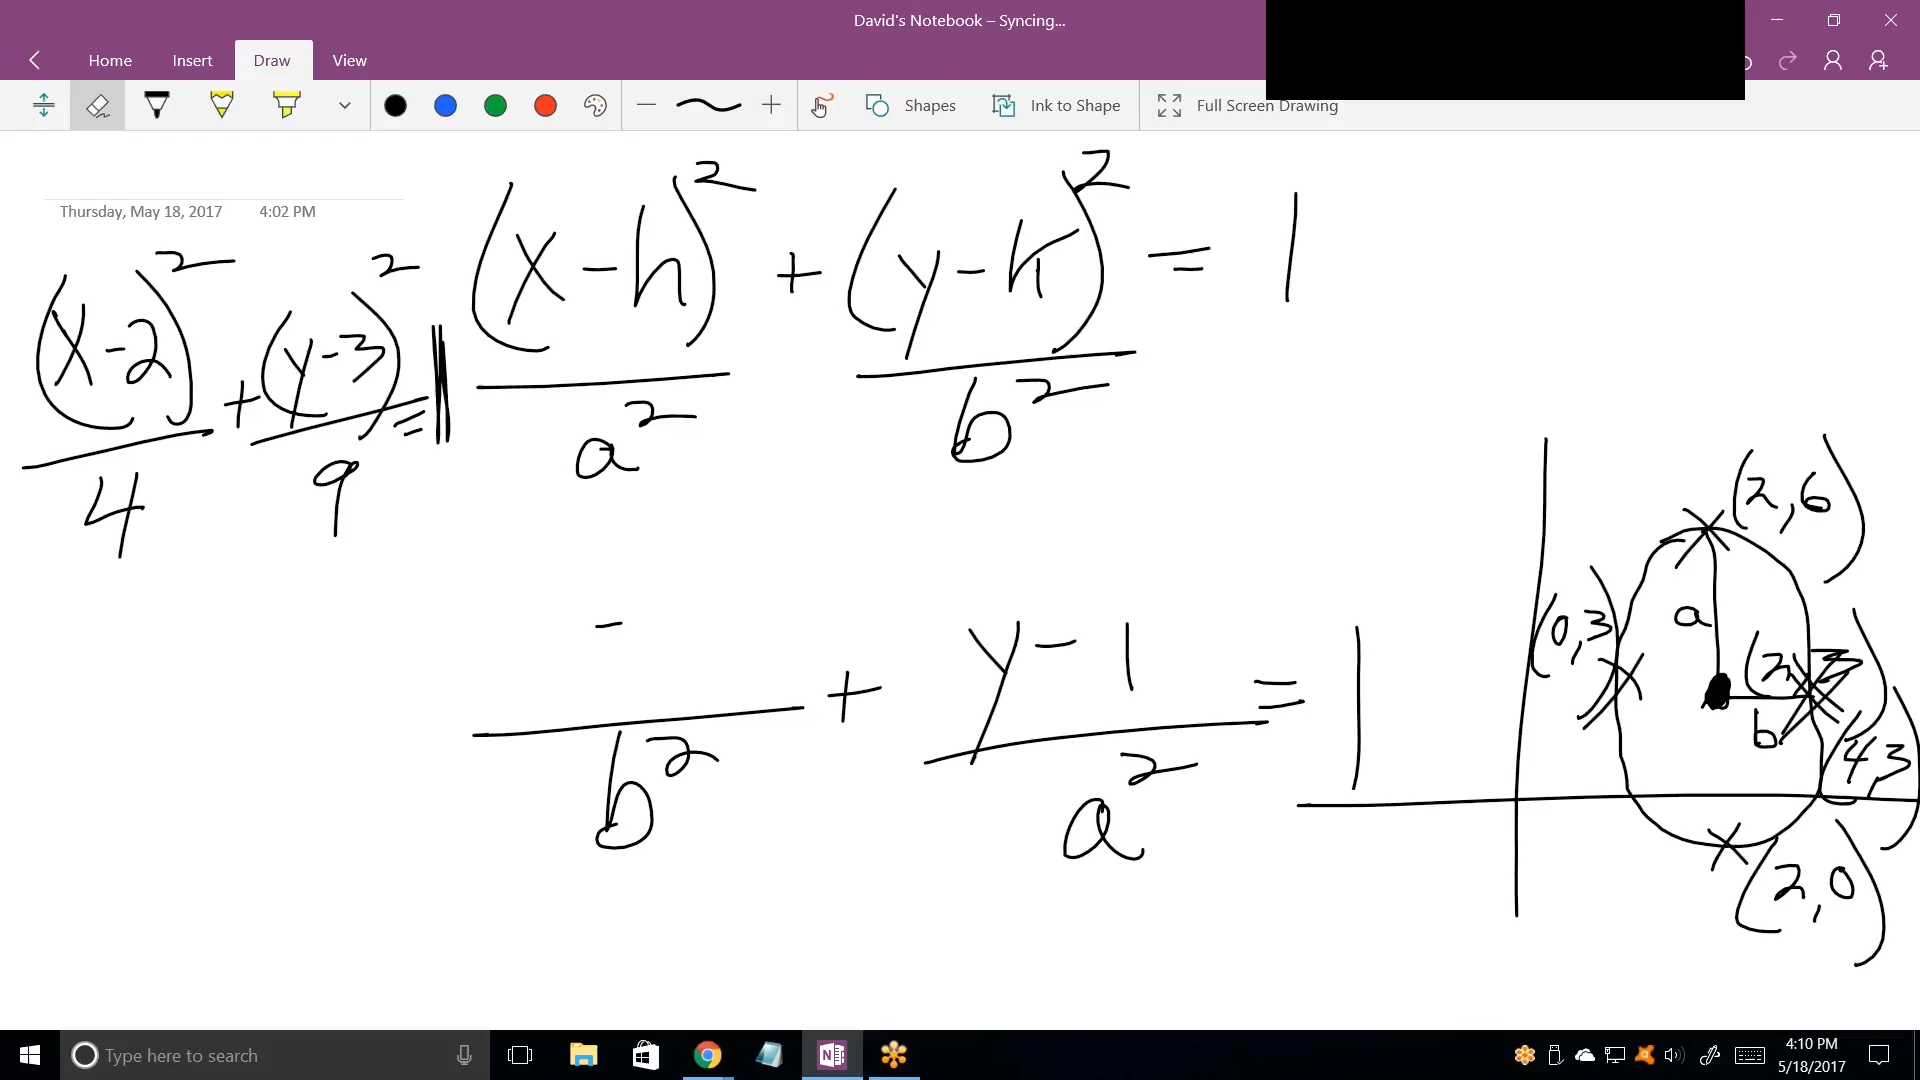 David's Notebook – Syncing...
Home Insert Draw View
Shapes Ink to Shape Full Screen Drawing
Thursday, May 18, 2017 4:02 PM
(x-h)² + (y-k)² = 1
a² b²
(x-2)² + (y-3)² = 1
4 9
- + y-1 = 1
b² a²
(2,6)
(0,3)
a
(2,3)
b
(4,3)
(2,0)
Type here to search
4:10 PM
5/18/2017